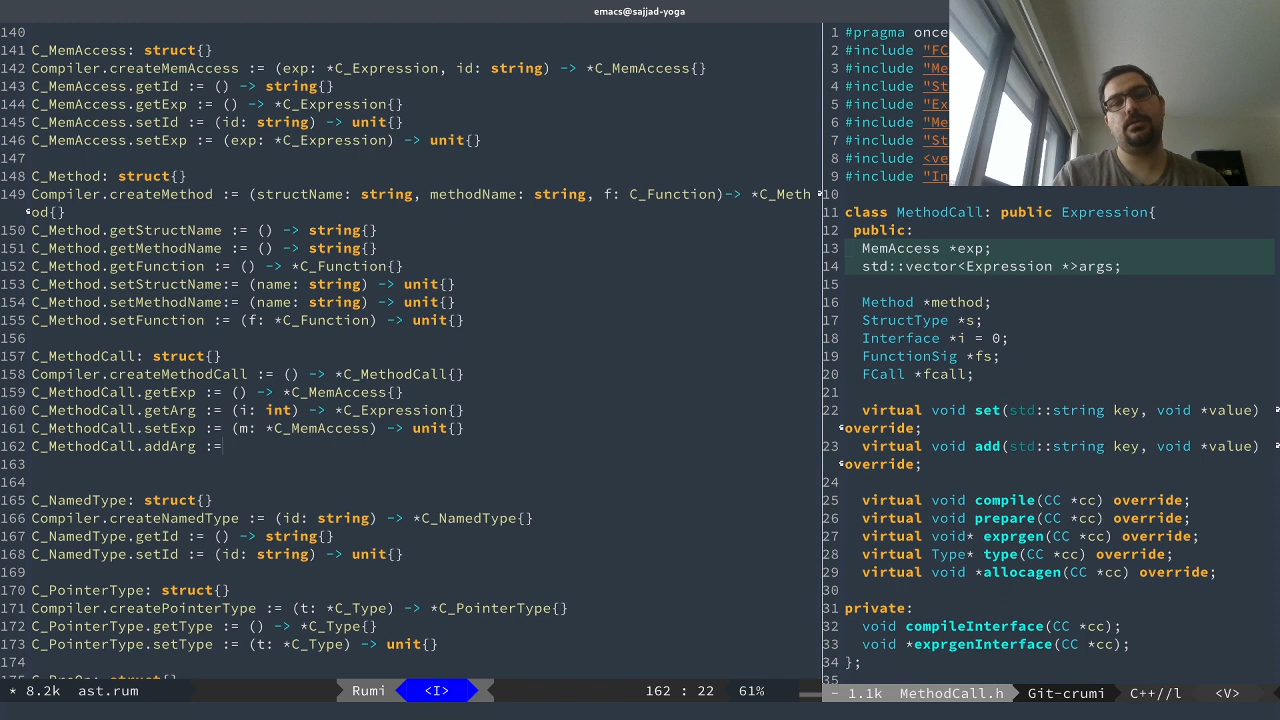 emacs@sajjad-yoga
140
141 C_MemAccess: struct{}
142 Compiler.createMemAccess := (exp: *C_Expression, id: string) -> *C_MemAccess{}
143 C_MemAccess.getId := () -> string{}
144 C_MemAccess.getExp := () -> *C_Expression{}
145 C_MemAccess.setId := (id: string) -> unit{}
146 C_MemAccess.setExp := (exp: *C_Expression) -> unit{}
147
148 C_Method: struct{}
149 Compiler.createMethod := (structName: string, methodName: string, f: C_Function)-> *C_Meth
od{}
150 C_Method.getStructName := () -> string{}
151 C_Method.getMethodName := () -> string{}
152 C_Method.getFunction := () -> *C_Function{}
153 C_Method.setStructName:= (name: string) -> unit{}
154 C_Method.setMethodName:= (name: string) -> unit{}
155 C_Method.setFunction := (f: *C_Function) -> unit{}
156
157 C_MethodCall: struct{}
158 Compiler.createMethodCall := () -> *C_MethodCall{}
159 C_MethodCall.getExp := () -> *C_MemAccess{}
160 C_MethodCall.getArg := (i: int) -> *C_Expression{}
161 C_MethodCall.setExp := (m: *C_MemAccess) -> unit{}
162 C_MethodCall.addArg :=
163
164
165 C_NamedType: struct{}
166 Compiler.createNamedType := (id: string) -> *C_NamedType{}
167 C_NamedType.getId := () -> string{}
168 C_NamedType.setId := (id: string) -> unit{}
169
170 C_PointerType: struct{}
171 Compiler.createPointerType := (t: *C_Type) -> *C_PointerType{}
172 C_PointerType.getType := () -> *C_Type{}
173 C_PointerType.setType := (t: *C_Type) -> unit{}
174
* 8.2k ast.rum Rumi <I> 162 : 22 61%
1 #pragma once
2 #include "FC
3 #include "Me
4 #include "St
5 #include "Ex
6 #include "Me
7 #include "St
8 #include <ve
9 #include "In
10
11 class MethodCall: public Expression{
12 public:
13 MemAccess *exp;
14 std::vector<Expression *>args;
15
16 Method *method;
17 StructType *s;
18 Interface *i = 0;
19 FunctionSig *fs;
20 FCall *fcall;
21
22 virtual void set(std::string key, void *value)
override;
23 virtual void add(std::string key, void *value)
override;
24
25 virtual void compile(CC *cc) override;
26 virtual void prepare(CC *cc) override;
27 virtual void* exprgen(CC *cc) override;
28 virtual Type* type(CC *cc) override;
29 virtual void *allocagen(CC *cc) override;
30
31 private:
32 void compileInterface(CC *cc);
33 void *exprgenInterface(CC *cc);
34 };
35
- 1.1k MethodCall.h Git-crumi C++//l <V>